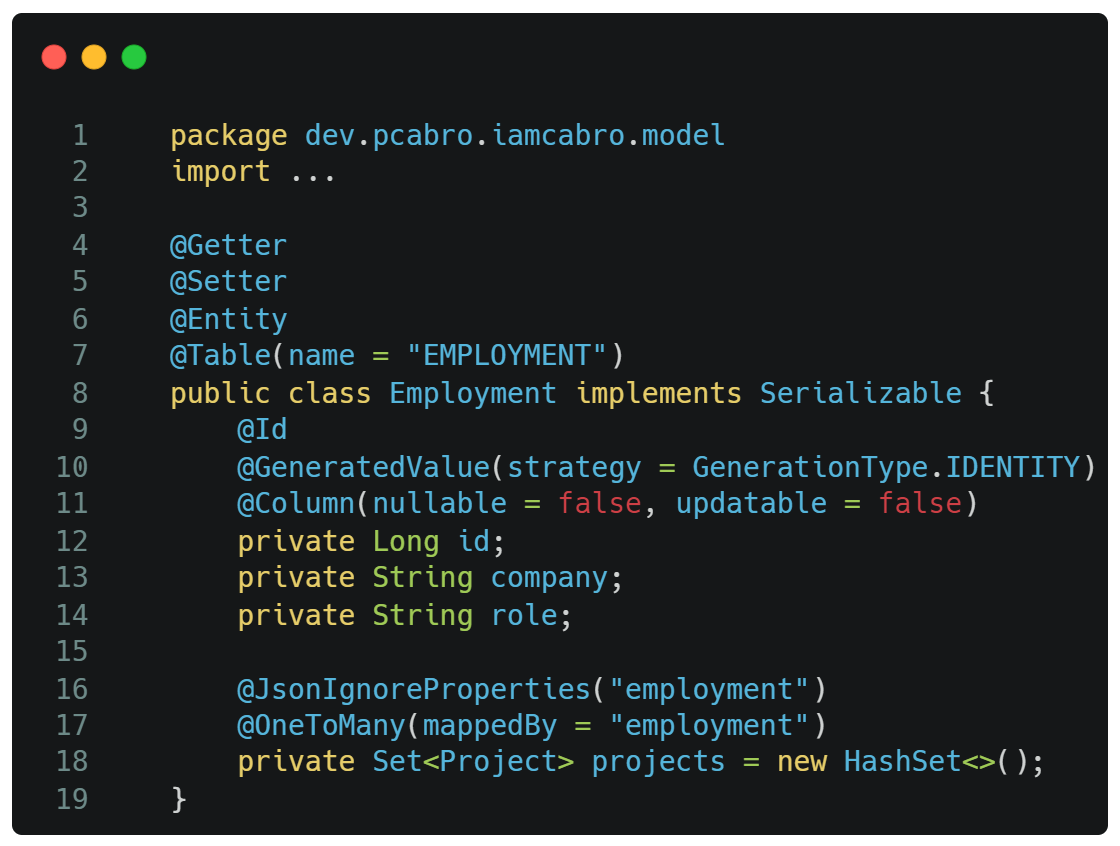 1 package dev.pcabro.iamcabro.model
2 import ...
3
4 @Getter
5 @Setter
6 @Entity
7 @Table(name = "EMPLOYMENT")
8 public class Employment implements Serializable {
9     @Id
10     @GeneratedValue(strategy = GenerationType.IDENTITY)
11     @Column(nullable = false, updatable = false)
12     private Long id;
13     private String company;
14     private String role;
15
16     @JsonIgnoreProperties("employment")
17     @OneToMany(mappedBy = "employment")
18     private Set<Project> projects = new HashSet<>();
19 }